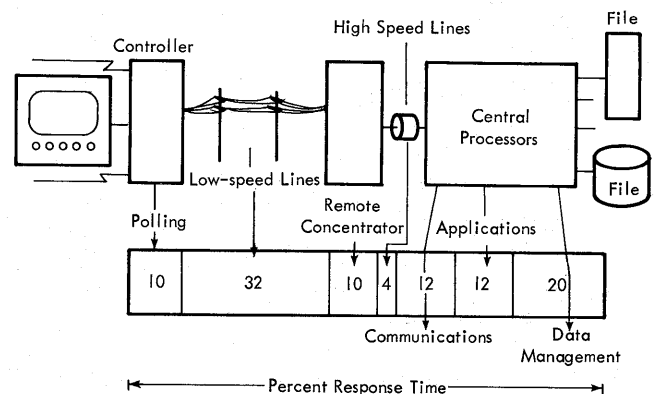 File
High Speed Lines
Controller
Central
Processors
File
Low-speed Lines
Polling
Remote
Concentrator
Applications
10
32
10
4
12
12
20
Communications
Data
Management
Percent Response Time